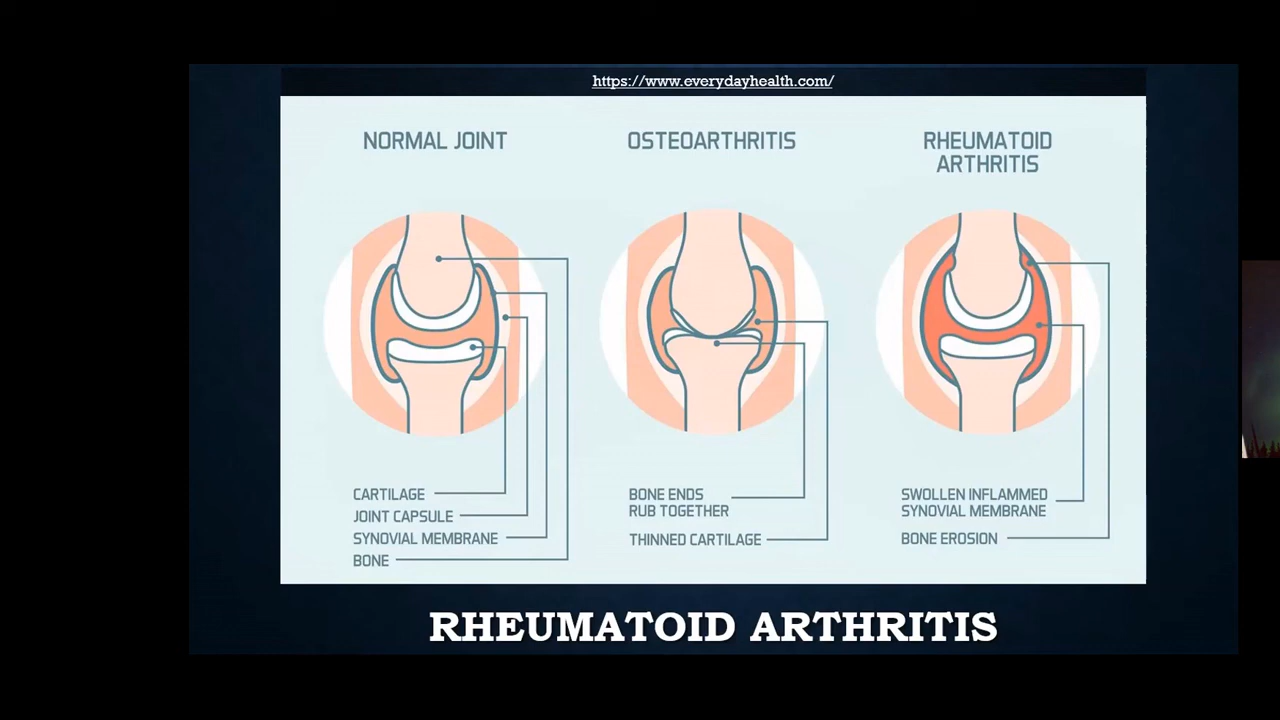 https://www.everydayhealth.com/
NORMAL JOINT
OSTEOARTHRITIS
RHEUMATOID
ARTHRITIS
CARTILAGE
JOINT CAPSULE
SYNOVIAL MEMBRANE
BONE
BONE ENDS
RUB TOGETHER
THINNED CARTILAGE
SWOLLEN INFLAMMED
SYNOVIAL MEMBRANE
BONE EROSION
RHEUMATOID ARTHRITIS